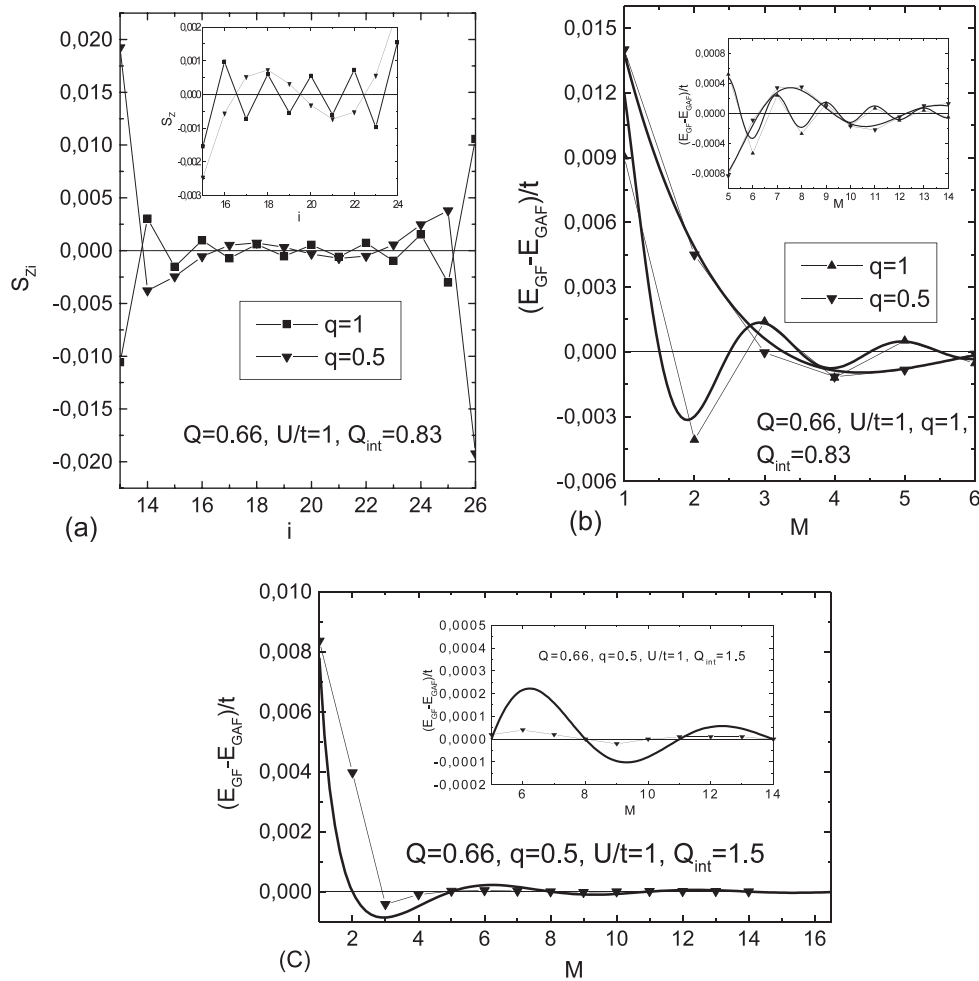 0,020
0,015
0,010
0,005
0,000
-0,005
-0,010
-0,015
-0,020
S_Zi
14 16 18 20 22 24 26
i
(a)
0,002
0,001
0,000
-0,001
-0,002
-0,003
S_Z
16 18 20 22 24
i
q=1
q=0.5
Q=0.66, U/t=1, Q_int=0.83
0,015
0,012
0,009
0,006
0,003
0,000
-0,003
-0,006
(E_GF-E_GAF)/t
1 2 3 4 5 6
M
(b)
0,0008
0,0004
0,0000
-0,0004
-0,0008
(E_GF-E_GAF)/t
5 6 7 8 9 10 11 12 13 14
M
q=1
q=0.5
Q=0.66, U/t=1, q=1,
Q_int=0.83
0,010
0,008
0,006
0,004
0,002
0,000
(E_GF-E_GAF)/t
2 4 6 8 10 12 14 16
M
(C)
0,0005
0,0004
0,0003
0,0002
0,0001
0,0000
-0,0001
-0,0002
(E_GF-E_GAF)/t
Q=0.66, q=0.5, U/t=1, Q_int=1.5
6 8 10 12 14
M
Q=0.66, q=0.5, U/t=1, Q_int=1.5